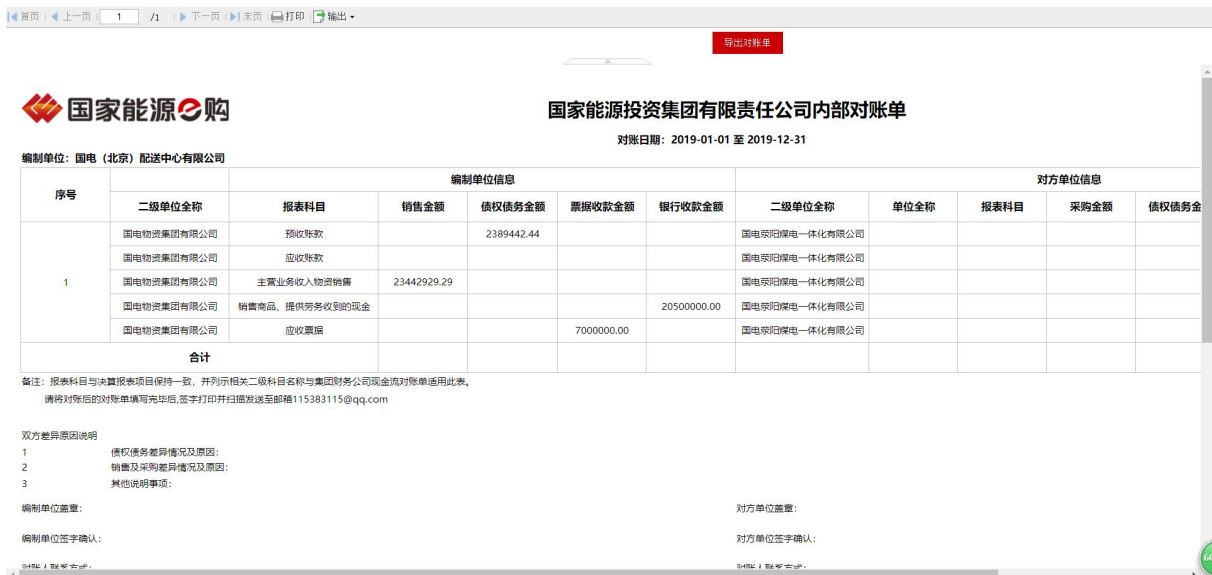 首页 上一页 1 /1 下一页 末页 打印 输出
导出对账单
国家能源e购
国家能源投资集团有限责任公司内部对账单
对账日期：2019-01-01 至 2019-12-31
编制单位：国电（北京）配送中心有限公司
序号 编制单位信息 对方单位信息
二级单位全称 报表科目 销售金额 债权债务金额 票据收款金额 银行收款金额 二级单位全称 单位全称 报表科目 采购金额 债权债务金
国电物资集团有限公司 预收账款 2389442.44 国电荥阳煤电一体化有限公司
国电物资集团有限公司 应收账款 国电荥阳煤电一体化有限公司
1 国电物资集团有限公司 主营业务收入物资销售 23442929.29 国电荥阳煤电一体化有限公司
国电物资集团有限公司 销售商品、提供劳务收到的现金 20500000.00 国电荥阳煤电一体化有限公司
国电物资集团有限公司 应收票据 7000000.00 国电荥阳煤电一体化有限公司
合计
备注：报表科目与决算报表项目保持一致，并列示相关二级科目名称与集团财务公司现金流对账单适用此表。
请将对账后的对账单填写完毕后,签字打印并扫描发送至邮箱115383115@qq.com
双方差异原因说明
1 债权债务差异情况及原因：
2 销售及采购差异情况及原因：
3 其他说明事项：
编制单位盖章： 对方单位盖章：
编制单位签字确认： 对方单位签字确认：
对账人联系方式： 对账人联系方式：